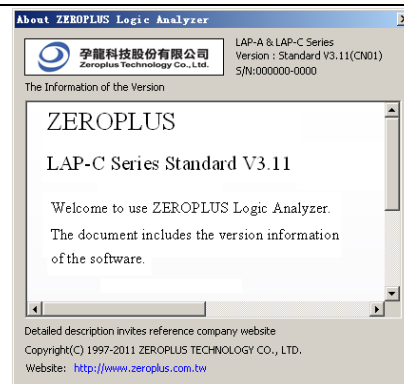 About ZEROPLUS Logic Analyzer
孕龍科技股份有限公司
Zeroplus Technology Co.,Ltd.
LAP-A & LAP-C Series
Version : Standard V3.11(CN01)
S/N:000000-0000
The Information of the Version
ZEROPLUS
LAP-C Series Standard V3.11
Welcome to use ZEROPLUS Logic Analyzer.
The document includes the version information
of the software.
Detailed description invites reference company website
Copyright(C) 1997-2011 ZEROPLUS TECHNOLOGY CO., LTD.
Website: http://www.zeroplus.com.tw